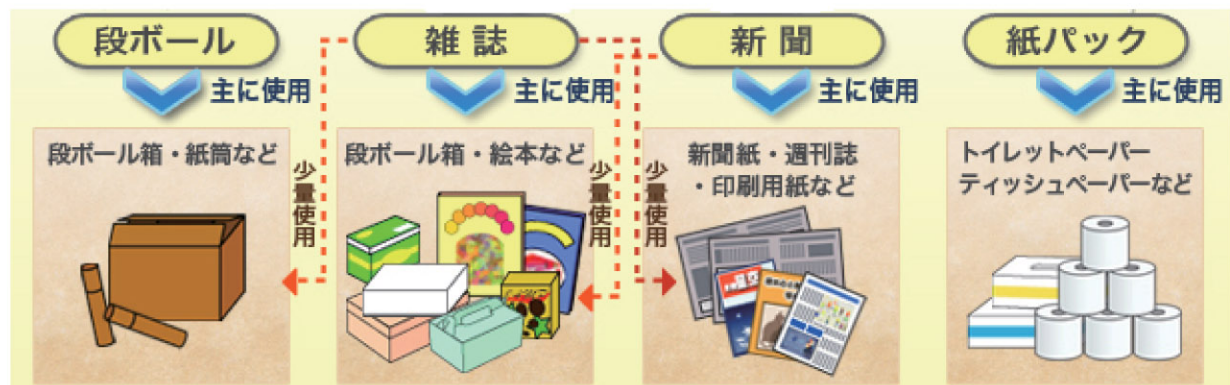 段ボール
雑誌
新聞
紙パック
主に使用
主に使用
主に使用
主に使用
段ボール箱・紙筒など
少量使用
段ボール箱・絵本など
少量使用
少量使用
新聞紙・週刊誌
・印刷用紙など
トイレットペーパー
ティッシュペーパーなど